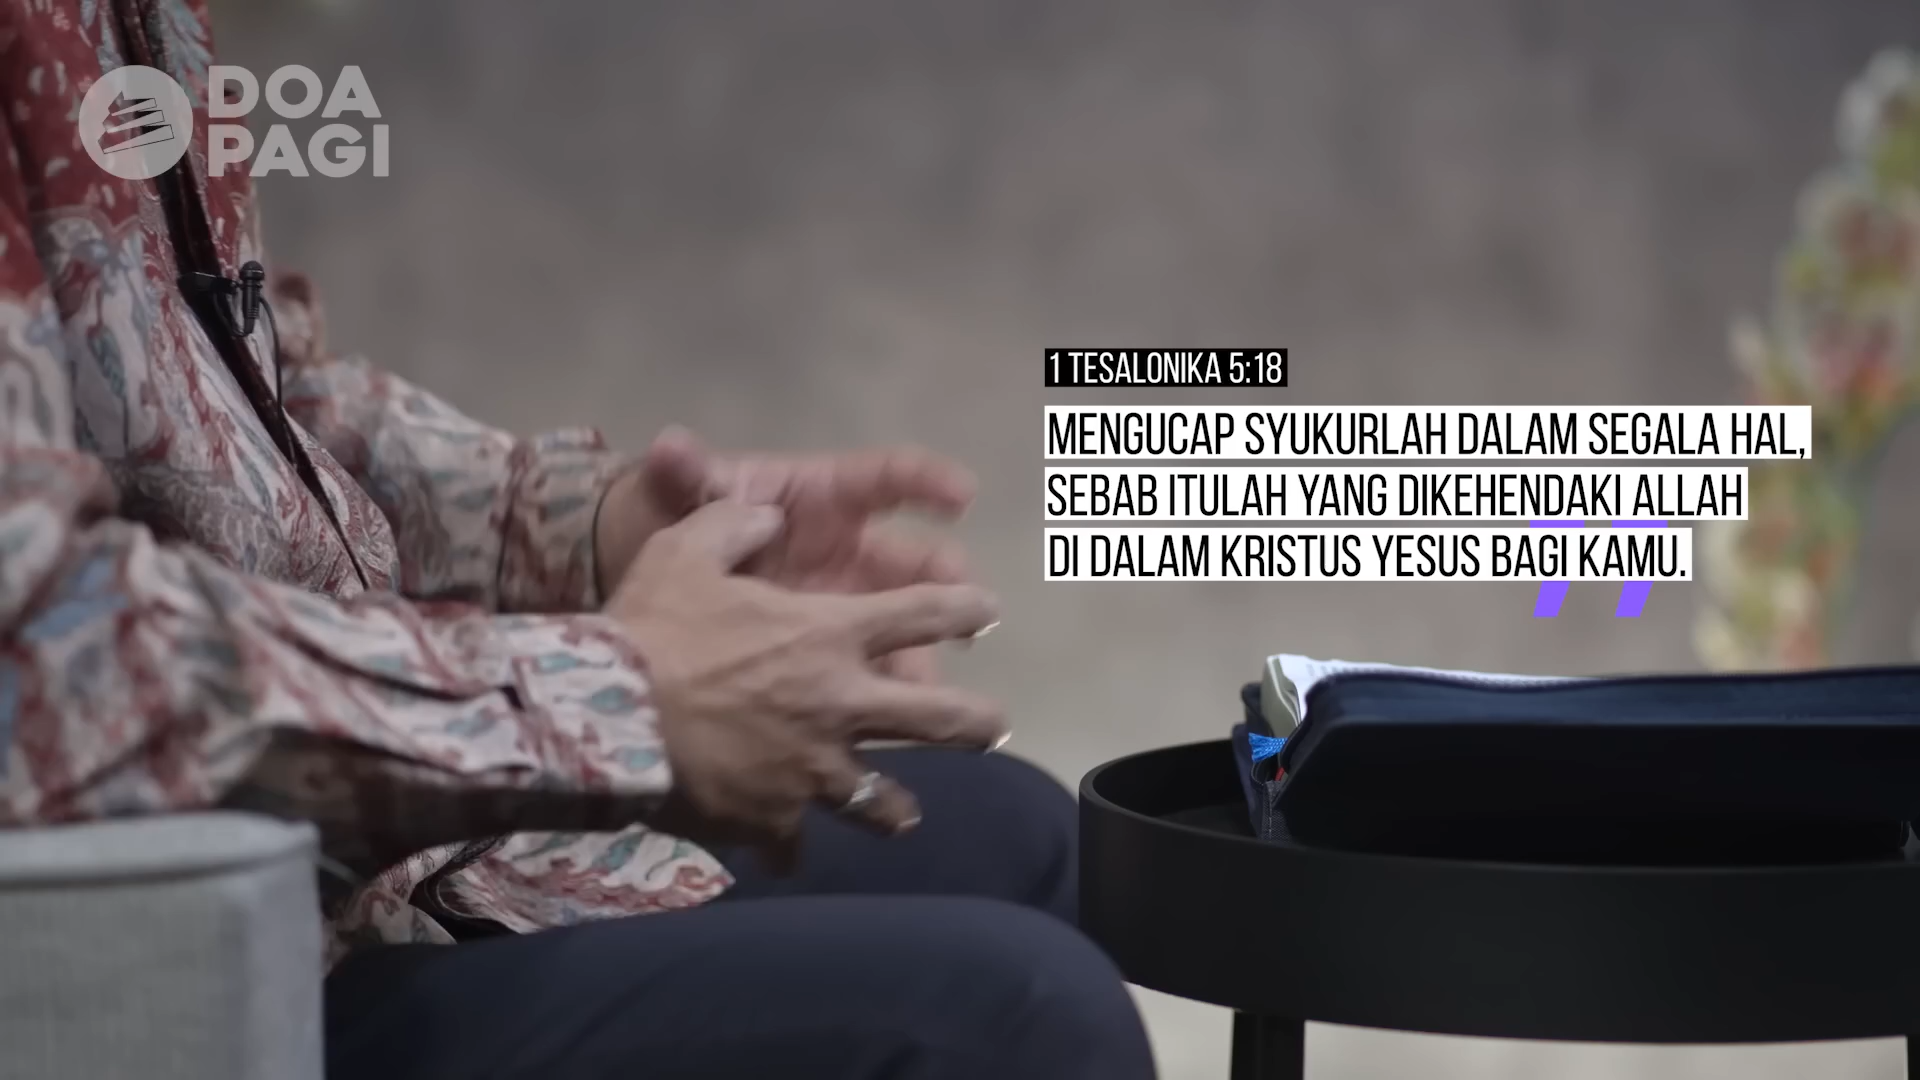 DOA
PAGI
1 TESALONIKA 5:18
MENGUCAP SYUKURLAH DALAM SEGALA HAL,
SEBAB ITULAH YANG DIKEHENDAKI ALLAH
DI DALAM KRISTUS YESUS BAGI KAMU.